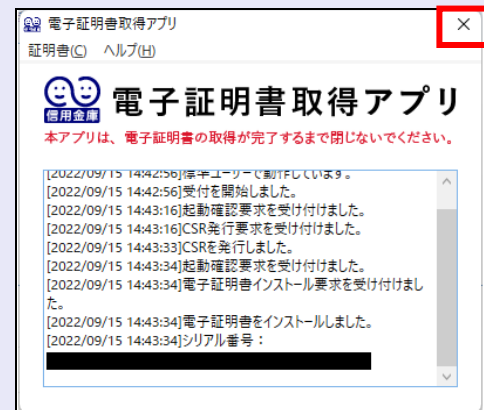 電子証明書取得アプリ
証明書(C) ヘルプ(H)
信用金庫 電子証明書取得アプリ
本アプリは、電子証明書の取得が完了するまで閉じないでください。
[2022/09/15 14:42:56]標準ユーザーで動作しています。
[2022/09/15 14:42:56]受付を開始しました。
[2022/09/15 14:43:16]起動確認要求を受け付けました。
[2022/09/15 14:43:16]CSR発行要求を受け付けました。
[2022/09/15 14:43:33]CSRを発行しました。
[2022/09/15 14:43:34]起動確認要求を受け付けました。
[2022/09/15 14:43:34]電子証明書インストール要求を受け付けまし
た。
[2022/09/15 14:43:34]電子証明書をインストールしました。
[2022/09/15 14:43:34]シリアル番号：